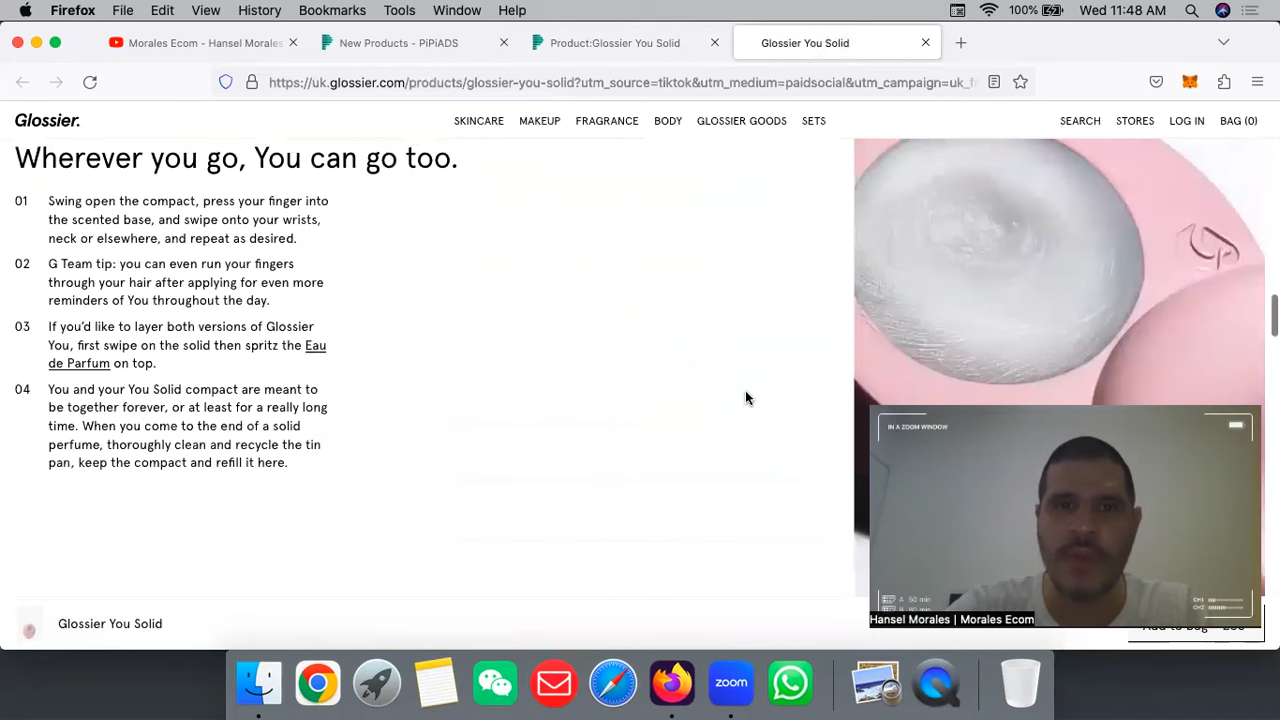 Firefox File Edit View History Bookmarks Tools Window Help 100% Wed 11:48 AM
Morales Ecom - Hansel Morales
New Products - PiPiADS
Product:Glossier You Solid
Glossier You Solid
https://uk.glossier.com/products/glossier-you-solid?utm_source=tiktok&utm_medium=paidsocial&utm_campaign=uk_f
Glossier. SKINCARE MAKEUP FRAGRANCE BODY GLOSSIER GOODS SETS SEARCH STORES LOG IN BAG (0)
Wherever you go, You can go too.
01 Swing open the compact, press your finger into
the scented base, and swipe onto your wrists,
neck or elsewhere, and repeat as desired.
02 G Team tip: you can even run your fingers
through your hair after applying for even more
reminders of You throughout the day.
03 If you'd like to layer both versions of Glossier
You, first swipe on the solid then spritz the Eau
de Parfum on top.
04 You and your You Solid compact are meant to
be together forever, or at least for a really long
time. When you come to the end of a solid
perfume, thoroughly clean and recycle the tin
pan, keep the compact and refill it here.
IN A ZOOM WINDOW
A 50 min
CH1
CH2
Hansel Morales | Morales Ecom
Glossier You Solid
zoom